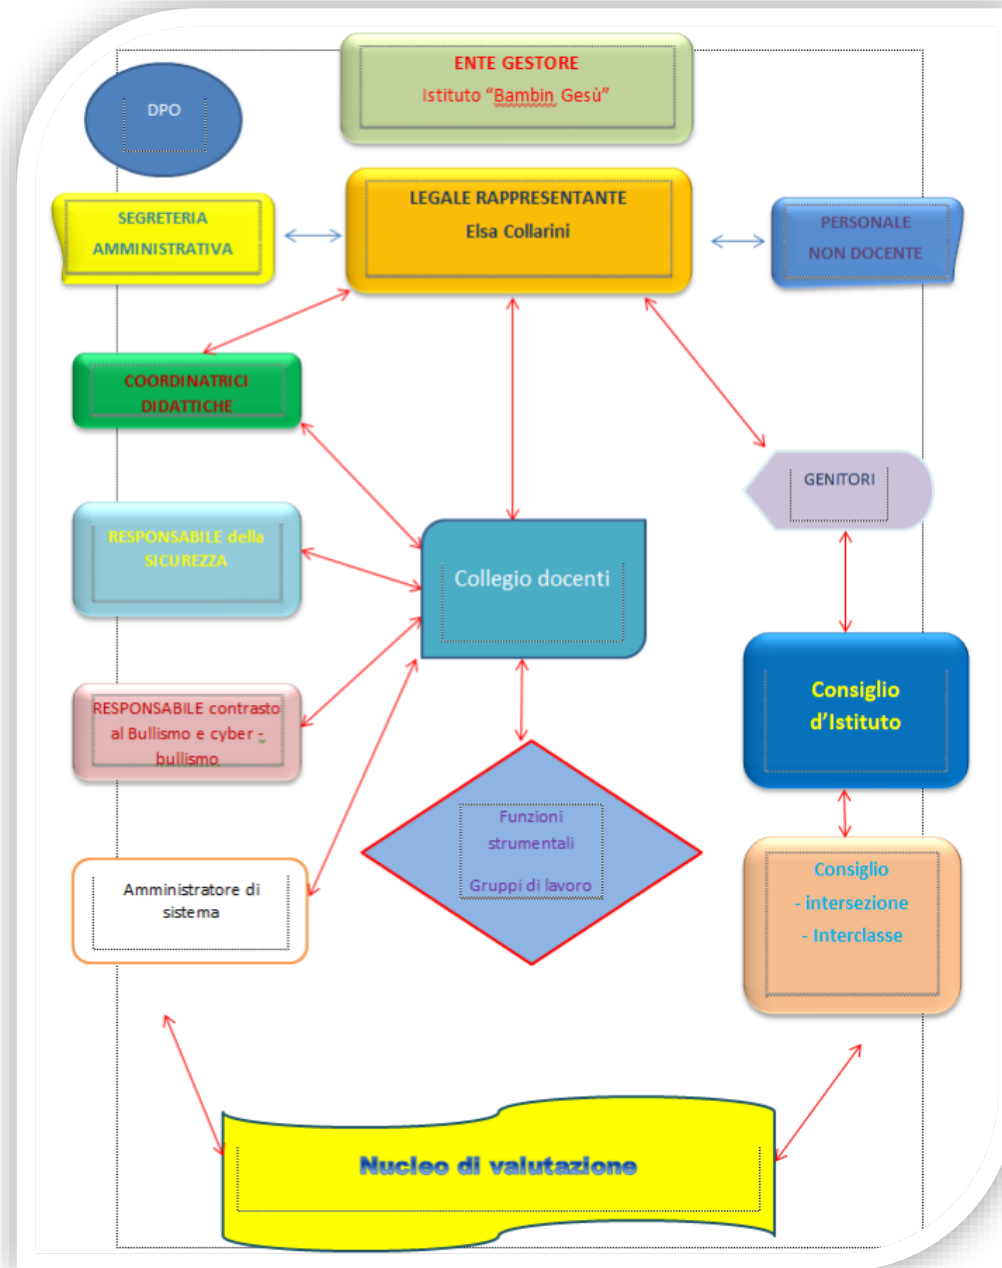 ENTE GESTORE
Istituto “Bambin Gesù”
DPO
LEGALE RAPPRESENTANTE
Elsa Collarini
SEGRETERIA
AMMINISTRATIVA
PERSONALE
NON DOCENTE
COORDINATRICI
DIDATTICHE
GENITORI
RESPONSABILE della
SICUREZZA
Collegio docenti
Consiglio
d’Istituto
RESPONSABILE contrasto
al Bullismo e cyber -
bullismo
Funzioni
strumentali
Gruppi di lavoro
Consiglio
- intersezione
- Interclasse
Amministratore di
sistema
Nucleo di valutazione